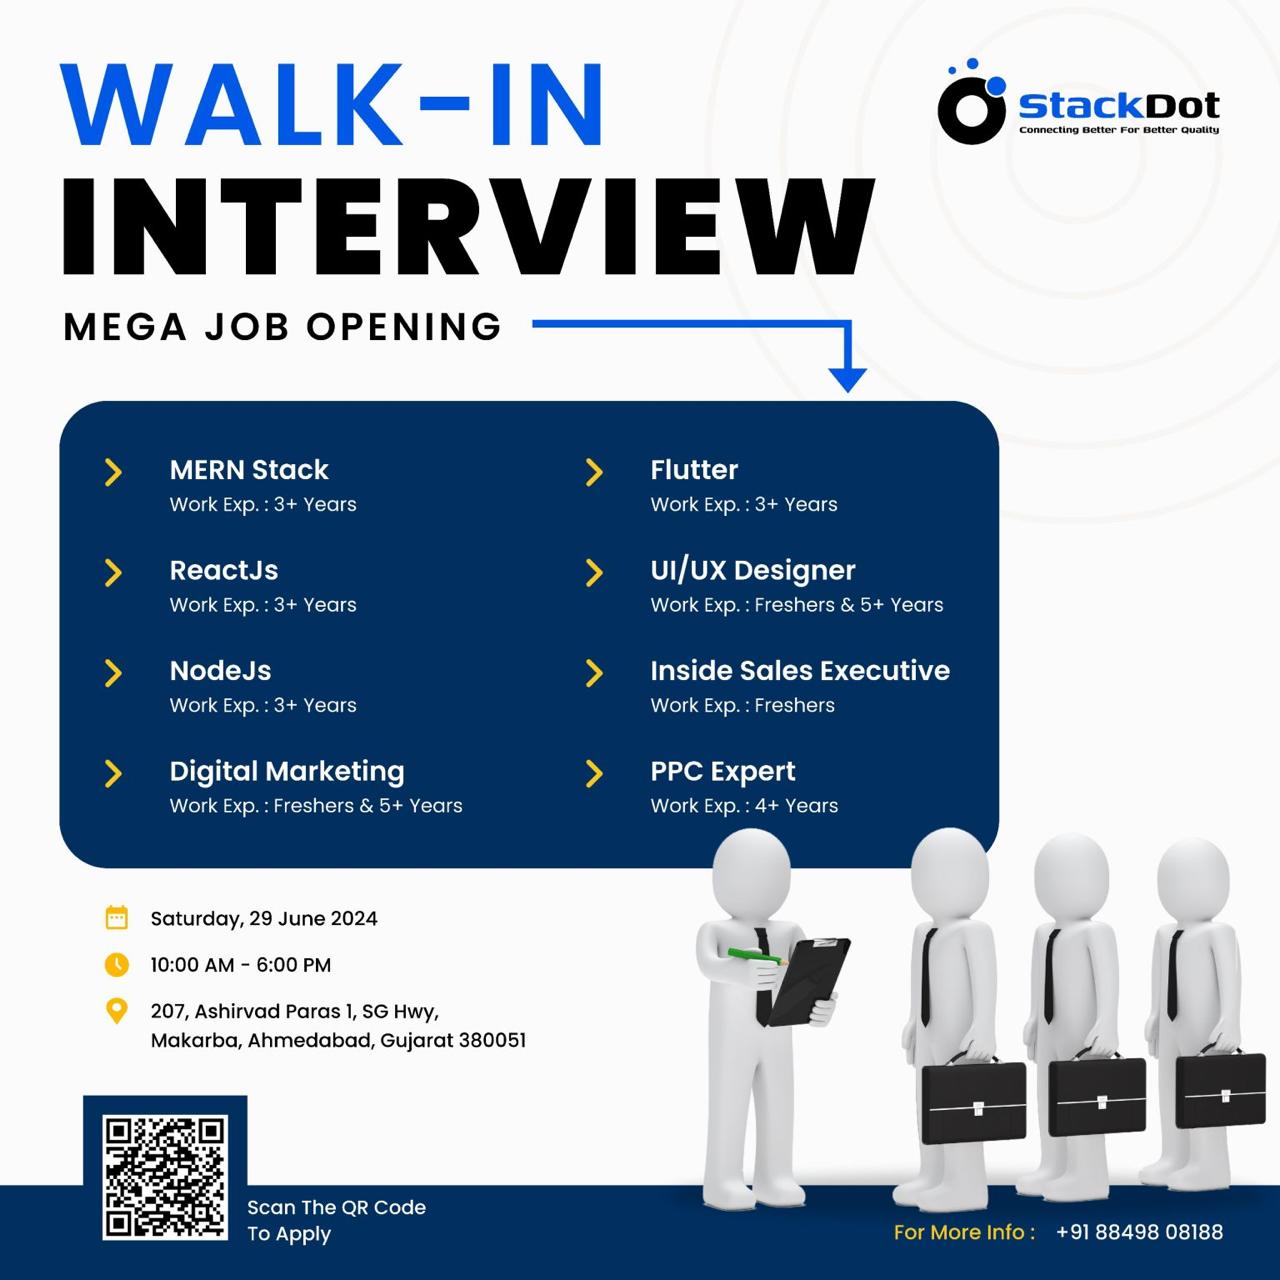 WALK-IN
StackDot
Connecting Better For Better Quality
INTERVIEW
MEGA JOB OPENING
MERN Stack
Work Exp. : 3+ Years
ReactJs
Work Exp. : 3+ Years
NodeJs
Work Exp. : 3+ Years
Digital Marketing
Work Exp. : Freshers & 5+ Years
Flutter
Work Exp. : 3+ Years
UI/UX Designer
Work Exp. : Freshers & 5+ Years
Inside Sales Executive
Work Exp. : Freshers
PPC Expert
Work Exp. : 4+ Years
Saturday, 29 June 2024
10:00 AM - 6:00 PM
207, Ashirvad Paras 1, SG Hwy,
Makarba, Ahmedabad, Gujarat 380051
Scan The QR Code
To Apply
For More Info : +91 88498 08188